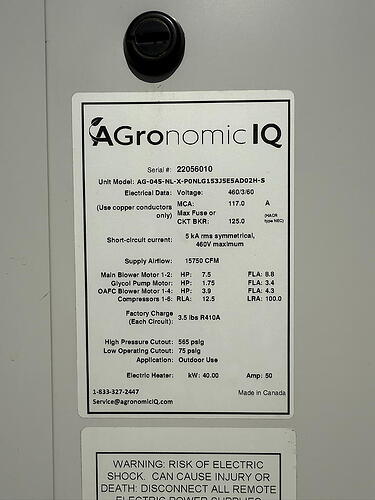 AGronomic IQ
Serial #: 22056010
Unit Model: AG-045-NL-X-P0NLG153J5E5AD02H-S
Electrical Data: Voltage: 460/3/60
(Use copper conductors only) MCA: 117.0 A
Max Fuse or CKT BKR: 125.0 (HACR type NEC)
Short-circuit current: 5 kA rms symmetrical,
460V maximum
Supply Airflow: 15750 CFM
Main Blower Motor 1-2: HP: 7.5 FLA: 8.8
Glycol Pump Motor: HP: 1.75 FLA: 3.4
OAFC Blower Motor 1-4: HP: 3.9 FLA: 4.3
Compressors 1-6: RLA: 12.5 LRA: 100.0
Factory Charge
(Each Circuit): 3.5 lbs R410A
High Pressure Cutout: 565 psig
Low Operating Cutout: 75 psig
Application: Outdoor Use
Electric Heater: kW: 40.00 Amp: 50
1-833-327-2447 Made in Canada
Service@agronomicIQ.com
WARNING: RISK OF ELECTRIC
SHOCK. CAN CAUSE INJURY OR
DEATH: DISCONNECT ALL REMOTE
ELECTRIC POWER SUPPLIES